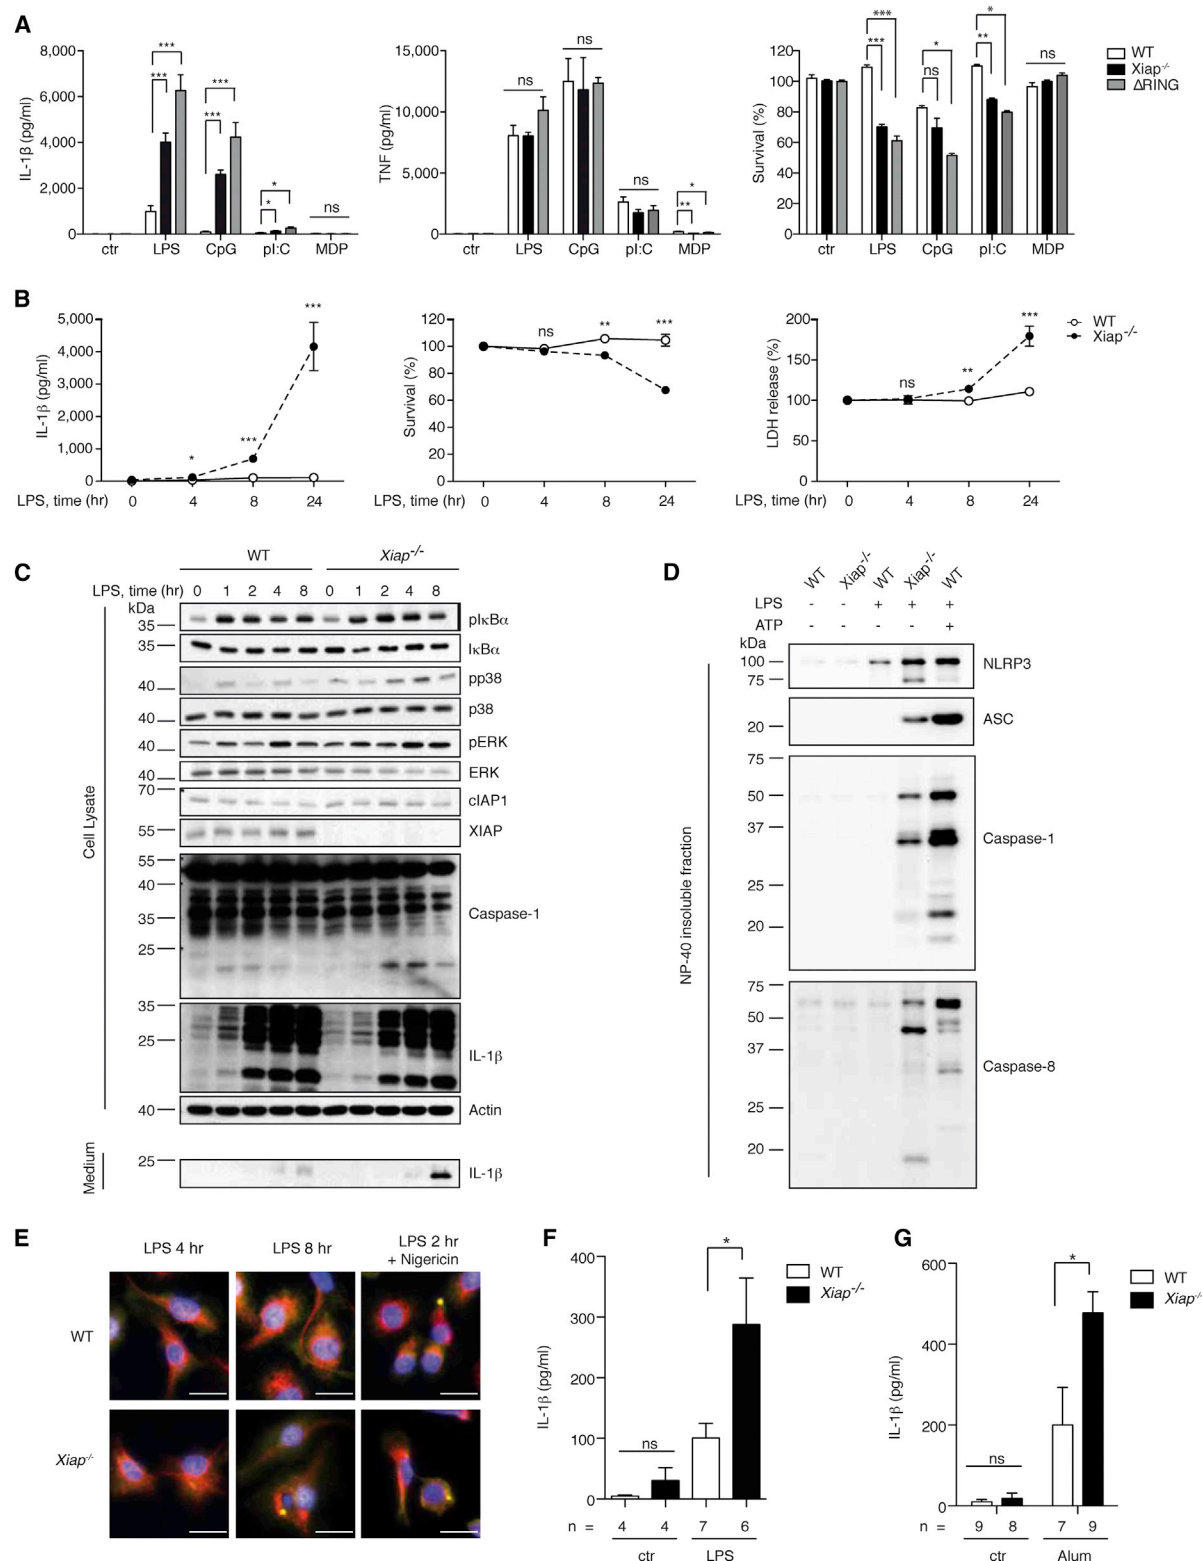 A
8,000
6,000
4,000
2,000
0
IL-1β (pg/ml)
***
***
***
***
*
*
ns
ctr LPS CpG pI:C MDP
15,000
10,000
5,000
0
TNF (pg/ml)
ns
ns
ns
*
**
ctr LPS CpG pI:C MDP
120
100
80
60
40
20
0
Survival (%)
***
***
*
ns
*
**
ns
ctr LPS CpG pI:C MDP
WT
Xiap-/-
ΔRING
B
5,000
4,000
3,000
2,000
1,000
0
IL-1β (pg/ml)
*
***
***
LPS, time (hr) 0 4 8 24
120
100
80
60
40
20
0
Survival (%)
ns
**
***
LPS, time (hr) 0 4 8 24
200
150
100
50
0
LDH release (%)
ns
**
***
LPS, time (hr) 0 4 8 24
WT
Xiap-/-
C
WT Xiap-/-
LPS, time (hr) 0 1 2 4 8 0 1 2 4 8
kDa
35 pIκBα
35 IκBα
40 pp38
40 p38
40 pERK
40 ERK
70 cIAP1
55 XIAP
55
40
35
25
Caspase-1
35
25
IL-1β
40 Actin
Cell Lysate
25 IL-1β
Medium
D
WT Xiap-/- WT Xiap-/- WT
LPS - - + + +
ATP - - - - +
kDa
100
75
NLRP3
20 ASC
75
50
37
25
20
Caspase-1
75
50
37
25
20
Caspase-8
NP-40 insoluble fraction
E
LPS 4 hr LPS 8 hr LPS 2 hr
+ Nigericin
WT
Xiap-/-
F
400
300
200
100
0
IL-1β (pg/ml)
ns
*
WT
Xiap-/-
n = 4 4 7 6
ctr LPS
G
600
400
200
0
IL-1β (pg/ml)
ns
*
WT
Xiap-/
n = 9 8 7 9
ctr Alum